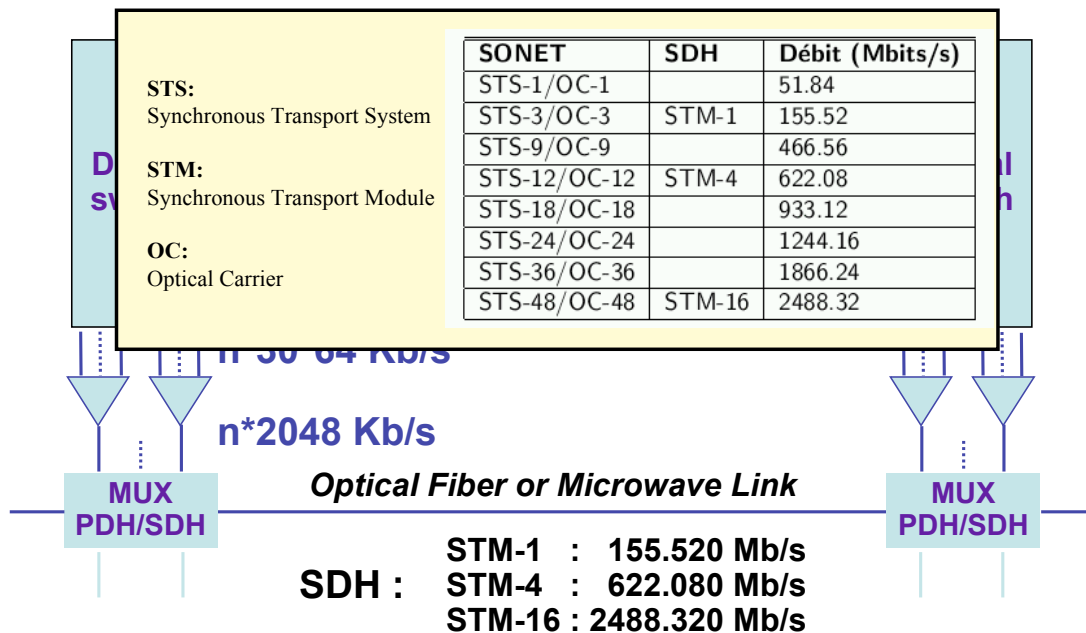 STS:
Synchronous Transport System
STM:
Synchronous Transport Module
OC:
Optical Carrier
SONET SDH Débit (Mbits/s)
STS-1/OC-1 51.84
STS-3/OC-3 STM-1 155.52
STS-9/OC-9 466.56
STS-12/OC-12 STM-4 622.08
STS-18/OC-18 933.12
STS-24/OC-24 1244.16
STS-36/OC-36 1866.24
STS-48/OC-48 STM-16 2488.32
n*2048 Kb/s
Optical Fiber or Microwave Link
MUX
PDH/SDH
MUX
PDH/SDH
SDH :
STM-1 : 155.520 Mb/s
STM-4 : 622.080 Mb/s
STM-16 : 2488.320 Mb/s